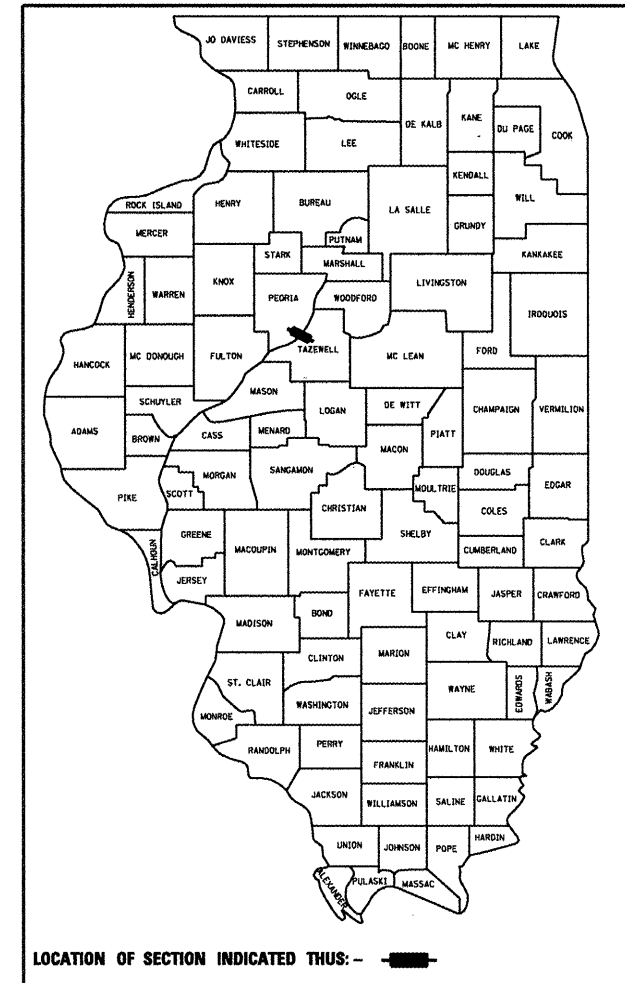 JO DAVIESS
STEPHENSON
WINNEBAGO
BOONE
MC HENRY
LAKE
CARROLL
OGLE
DE KALB
KANE
DU PAGE
COOK
WHITESIDE
LEE
KENDALL
WILL
ROCK ISLAND
HENRY
BUREAU
LA SALLE
GRUNDY
MERCER
PUTNAM
STARK
MARSHALL
KANKAKEE
HENDERSON
WARREN
KNOX
PEORIA
WOODFORD
LIVINGSTON
IROQUOIS
HANCOCK
MC DONOUGH
FULTON
TAZEWELL
MC LEAN
FORD
MASON
SCHUYLER
LOGAN
DE WITT
CHAMPAIGN
VERMILION
ADAMS
BROWN
CASS
MENARD
PIATT
MACON
MORGAN
SANGAMON
DOUGLAS
EDGAR
PIKE
SCOTT
MOULTRIE
COLES
CHRISTIAN
SHELBY
GREENE
MACOUPIN
MONTGOMERY
CUMBERLAND
CLARK
CALHOUN
JERSEY
FAYETTE
EFFINGHAM
JASPER
CRAWFORD
BOND
MADISON
CLAY
RICHLAND
LAWRENCE
CLINTON
MARION
ST. CLAIR
WAYNE
EDWARDS
WABASH
WASHINGTON
JEFFERSON
MONROE
RANDOLPH
PERRY
HAMILTON
WHITE
FRANKLIN
JACKSON
WILLIAMSON
SALINE
GALLATIN
HARDIN
UNION
JOHNSON
POPE
ALEXANDER
PULASKI
MASSAC
LOCATION OF SECTION INDICATED THUS: -